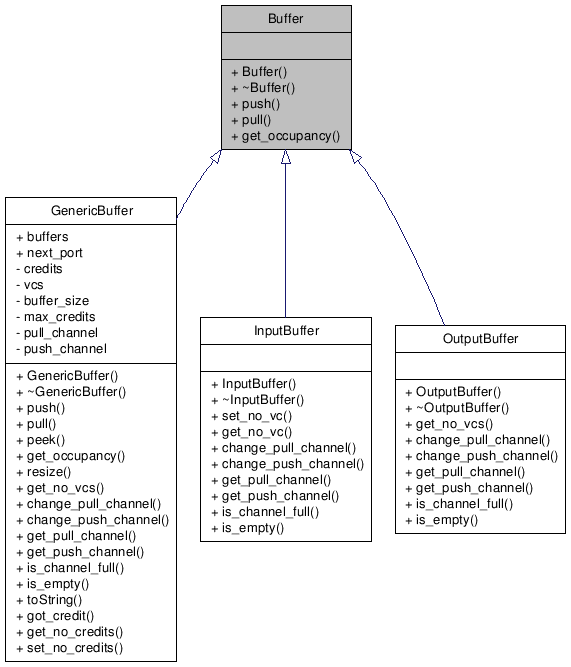 Buffer
+ Buffer()
+ ~Buffer()
+ push()
+ pull()
+ get_occupancy()
GenericBuffer
+ buffers
+ next_port
- credits
- vcs
- buffer_size
- max_credits
- pull_channel
- push_channel
+ GenericBuffer()
+ ~GenericBuffer()
+ push()
+ pull()
+ peek()
+ get_occupancy()
+ resize()
+ get_no_vcs()
+ change_pull_channel()
+ change_push_channel()
+ get_pull_channel()
+ get_push_channel()
+ is_channel_full()
+ is_empty()
+ toString()
+ got_credit()
+ get_no_credits()
+ set_no_credits()
InputBuffer
+ InputBuffer()
+ ~InputBuffer()
+ set_no_vc()
+ get_no_vc()
+ change_pull_channel()
+ change_push_channel()
+ get_pull_channel()
+ get_push_channel()
+ is_channel_full()
+ is_empty()
OutputBuffer
+ OutputBuffer()
+ ~OutputBuffer()
+ get_no_vcs()
+ change_pull_channel()
+ change_push_channel()
+ get_pull_channel()
+ get_push_channel()
+ is_channel_full()
+ is_empty()